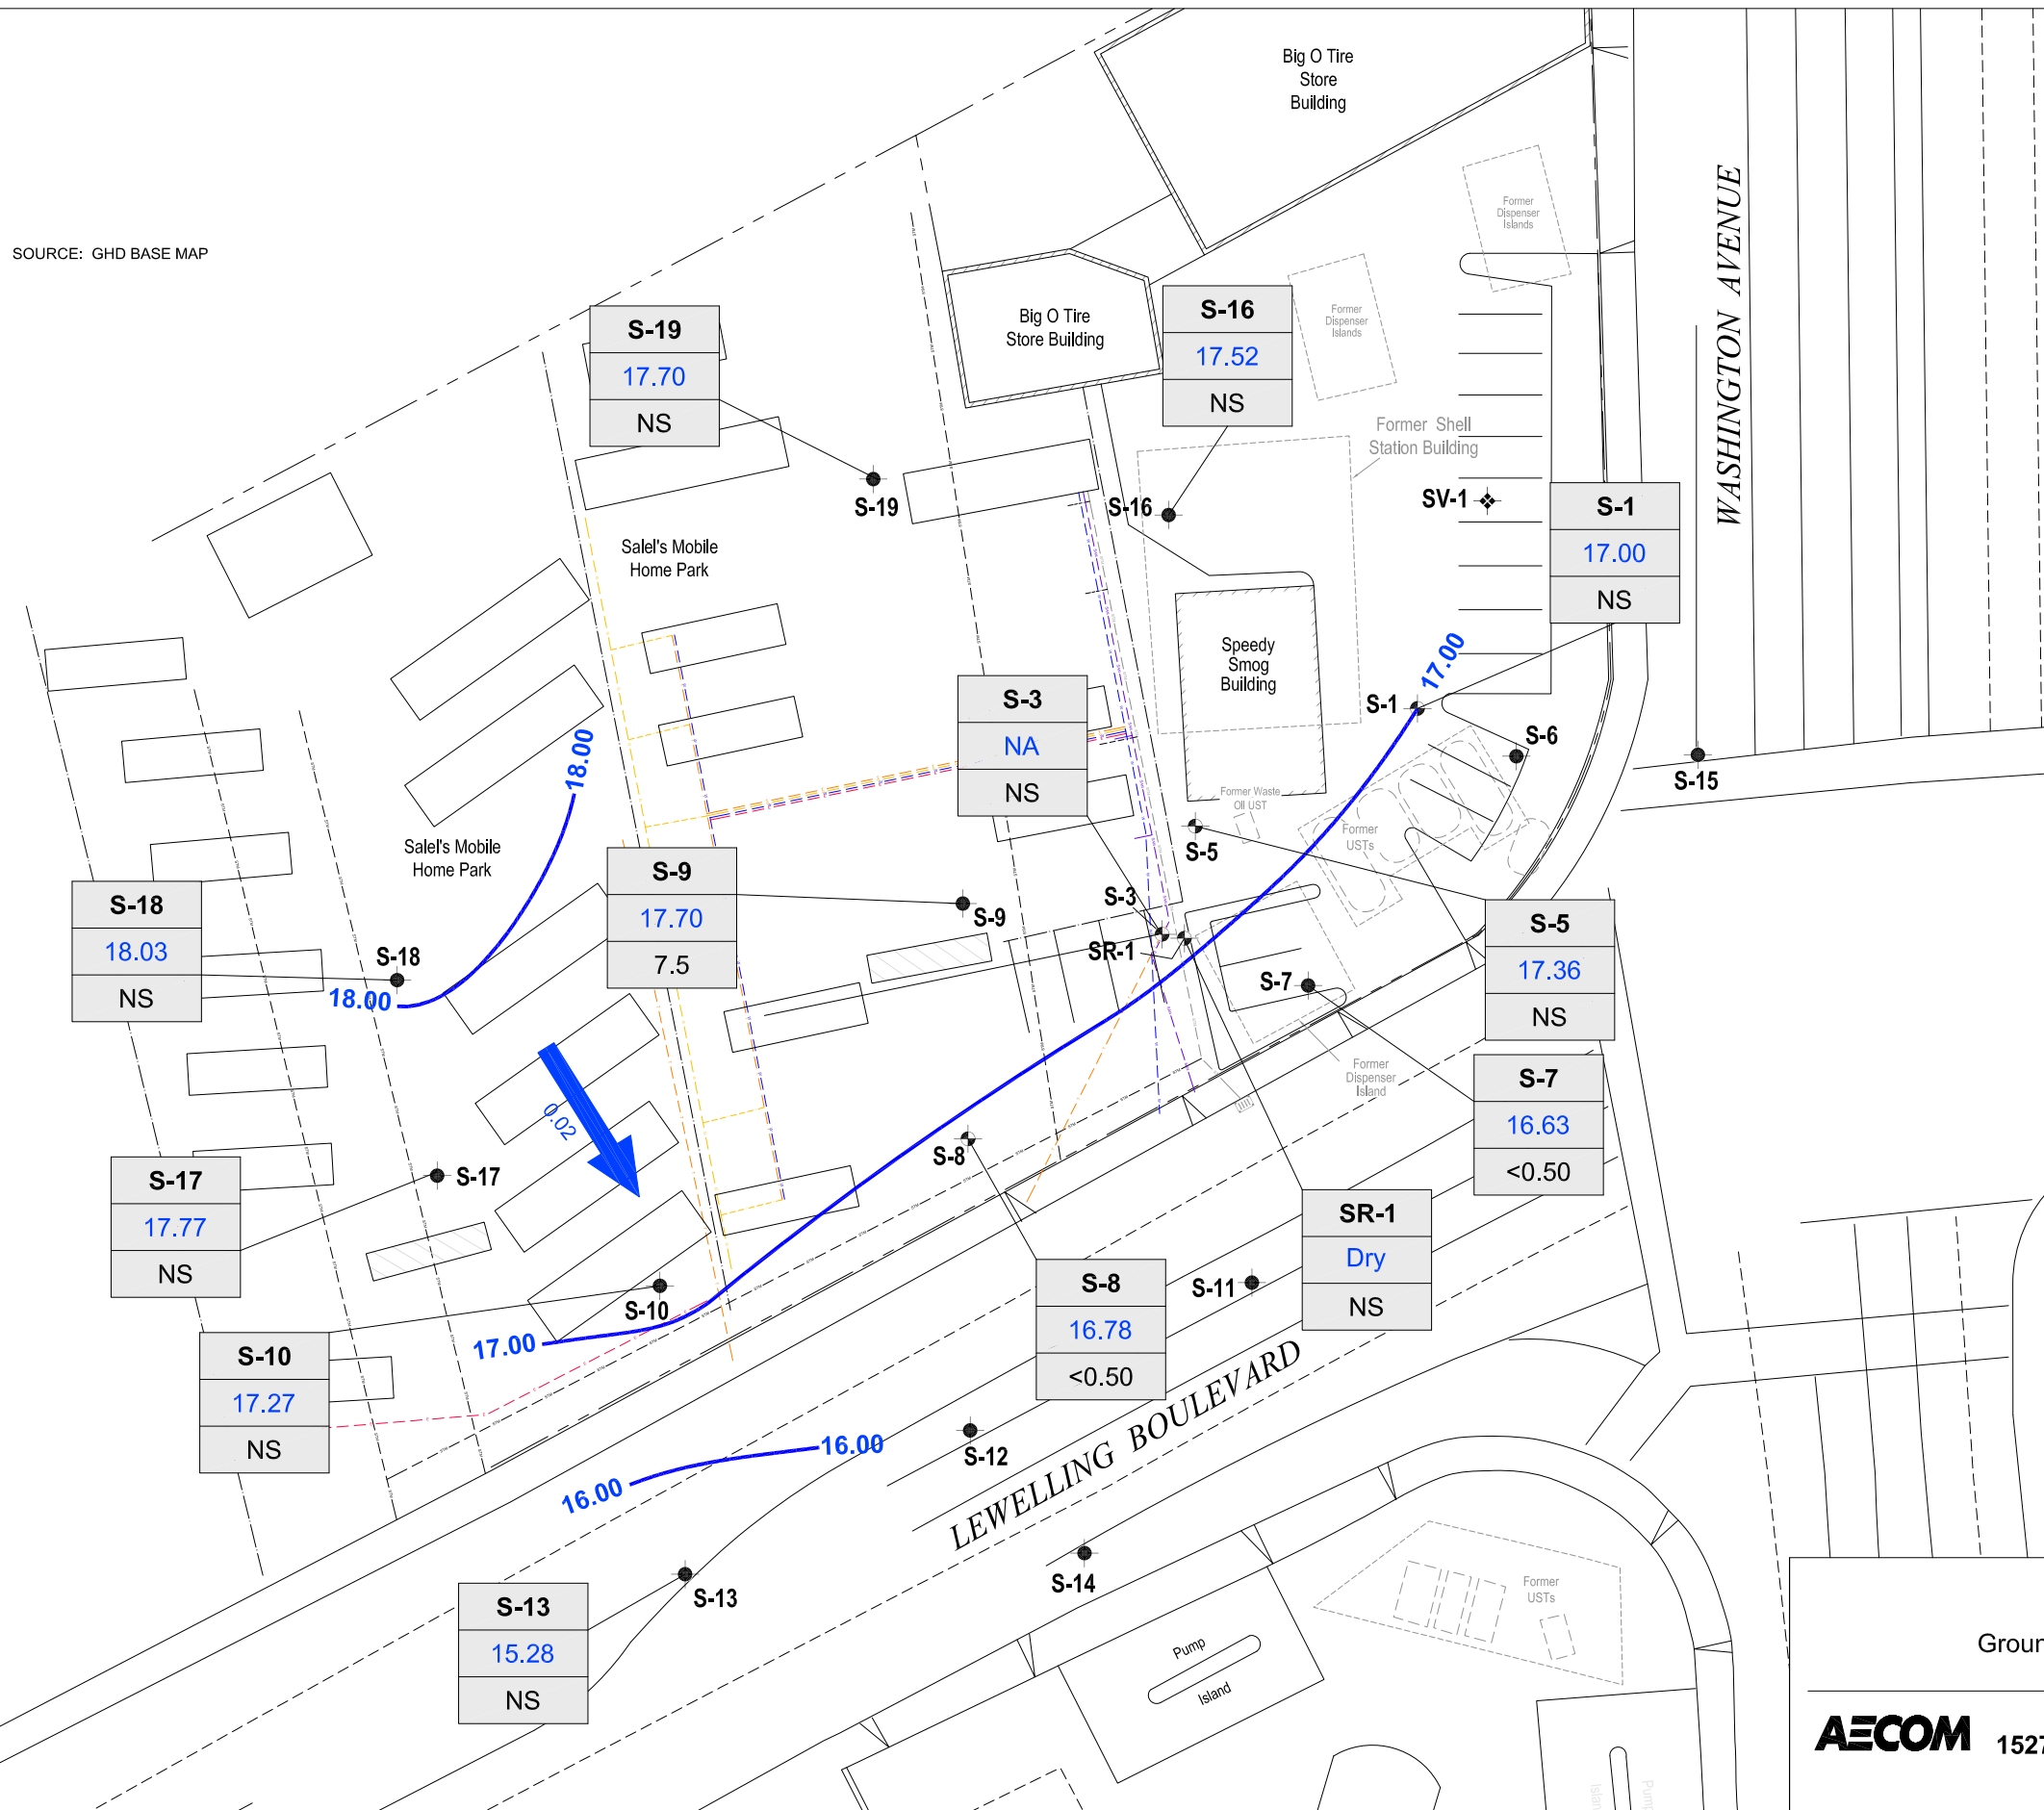 Big O Tire
Store
Building
Former
Dispenser
Islands
WASHINGTON AVENUE
SOURCE: GHD BASE MAP
S-19
17.70
NS
Big O Tire
Store Building
S-16
17.52
NS
Former
Dispenser
Islands
Former Shell
Station Building
S-19
S-16
SV-1
S-1
17.00
NS
Salel's Mobile
Home Park
Speedy
Smog
Building
17.00
S-3
NA
NS
S-1
S-6
S-15
18.00
Former Waste
Oil UST
Former
USTs
S-5
Salel's Mobile
Home Park
S-9
17.70
7.5
S-18
18.03
NS
S-3
S-9
S-5
17.36
NS
S-18
SR-1
18.00
S-7
Former
Dispenser
Island
S-7
16.63
<0.50
0.02
S-8
S-17
17.77
NS
S-17
SR-1
Dry
NS
S-8
16.78
<0.50
S-11
S-10
17.00
S-10
17.27
NS
LEWELLING BOULEVARD
16.00
S-12
16.00
S-14
S-13
S-13
15.28
NS
Former
USTs
Pump
Island
Pump
AECOM